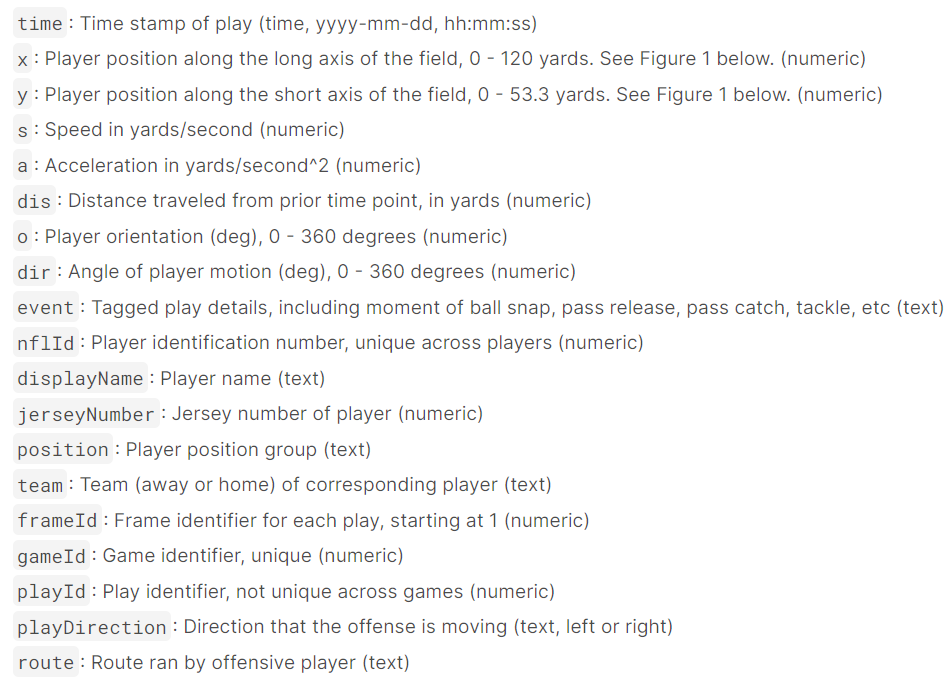 time: Time stamp of play (time, yyyy-mm-dd, hh:mm:ss)
x: Player position along the long axis of the field, 0 - 120 yards. See Figure 1 below. (numeric)
y: Player position along the short axis of the field, 0 - 53.3 yards. See Figure 1 below. (numeric)
s: Speed in yards/second (numeric)
a: Acceleration in yards/second^2 (numeric)
dis: Distance traveled from prior time point, in yards (numeric)
o: Player orientation (deg), 0 - 360 degrees (numeric)
dir: Angle of player motion (deg), 0 - 360 degrees (numeric)
event: Tagged play details, including moment of ball snap, pass release, pass catch, tackle, etc (text)
nflId: Player identification number, unique across players (numeric)
displayName: Player name (text)
jerseyNumber: Jersey number of player (numeric)
position: Player position group (text)
team: Team (away or home) of corresponding player (text)
frameId: Frame identifier for each play, starting at 1 (numeric)
gameId: Game identifier, unique (numeric)
playId: Play identifier, not unique across games (numeric)
playDirection: Direction that the offense is moving (text, left or right)
route: Route ran by offensive player (text)